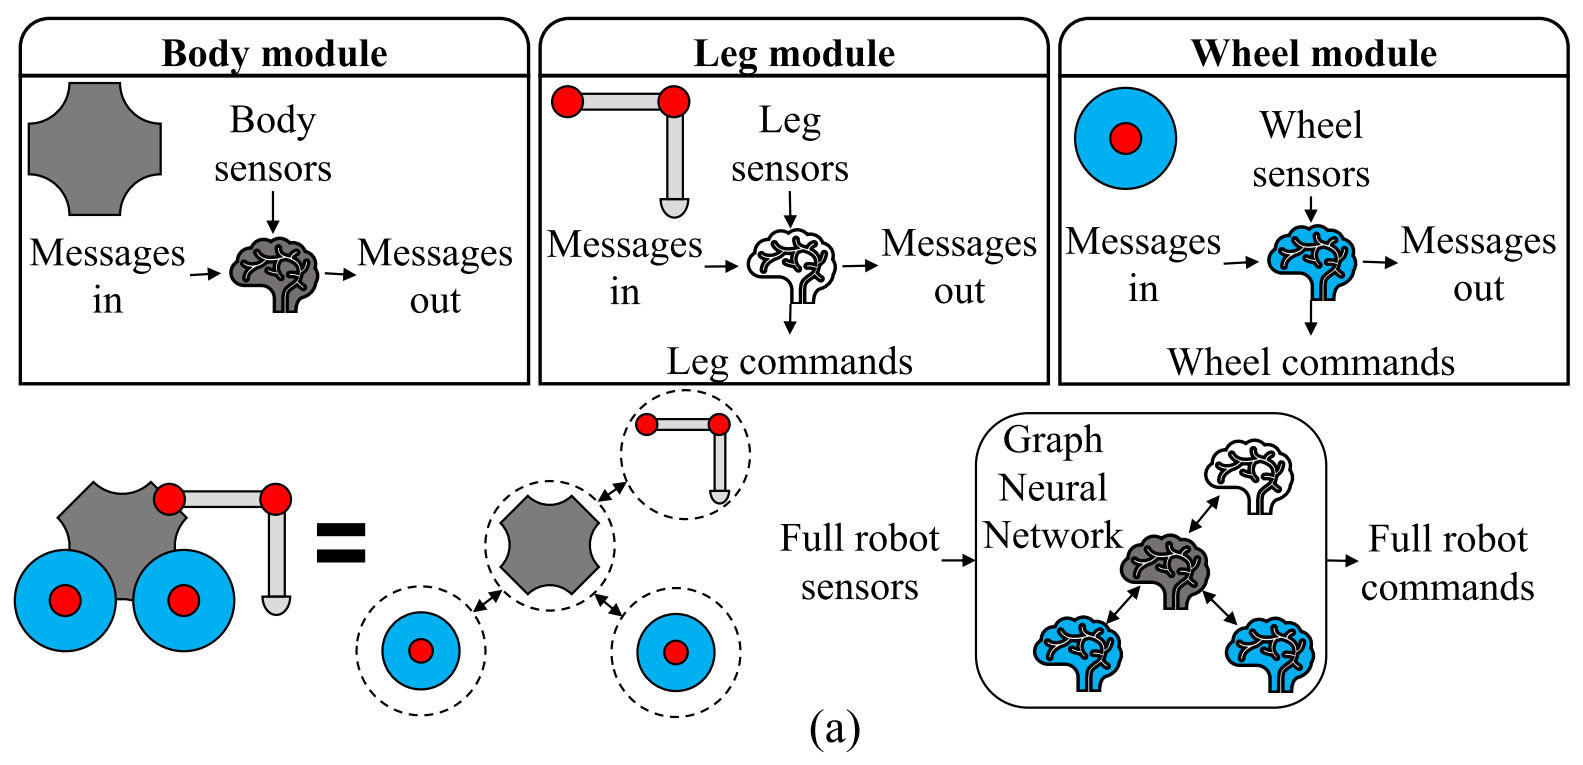 Body module
Body
sensors
Messages
in
Messages
out
Leg module
Leg
sensors
Messages
in
Messages
out
Leg commands
Wheel module
Wheel
sensors
Messages
in
Messages
out
Wheel commands
Full robot
sensors
Graph
Neural
Network
Full robot
commands
(a)